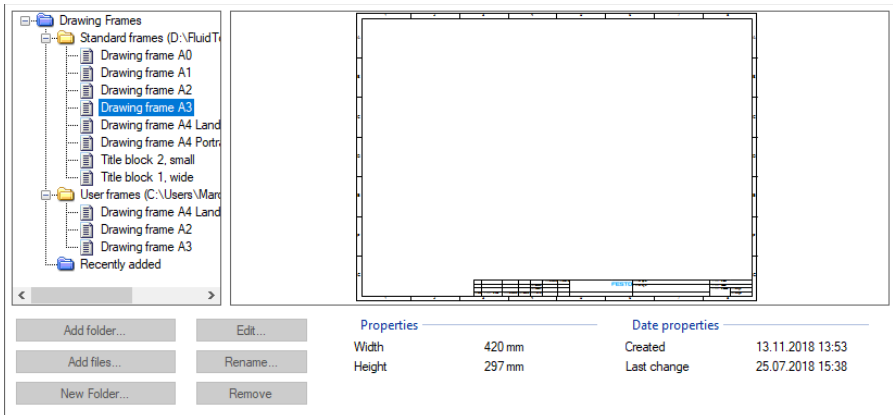 Drawing Frames
Standard frames (D:\FluidTe
Drawing frame A0
Drawing frame A1
Drawing frame A2
Drawing frame A3
Drawing frame A4 Land
Drawing frame A4 Portra
Title block 2, small
Title block 1, wide
User frames (C:\Users\Marc
Drawing frame A4 Land
Drawing frame A2
Drawing frame A3
Recently added
FESTO
Add folder...
Edit...
Add files...
Rename...
New Folder...
Remove
Properties
Width 420 mm
Height 297 mm
Date properties
Created 13.11.2018 13:53
Last change 25.07.2018 15:38